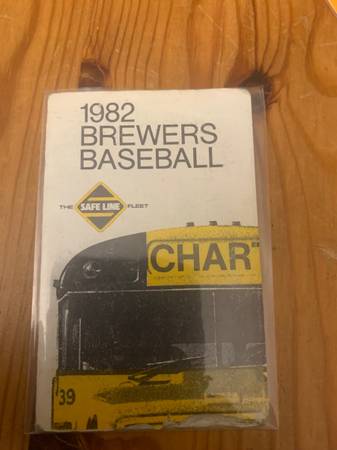 1982
BREWERS
BASEBALL
THE SAFE LINE FLEET
CHAR
39